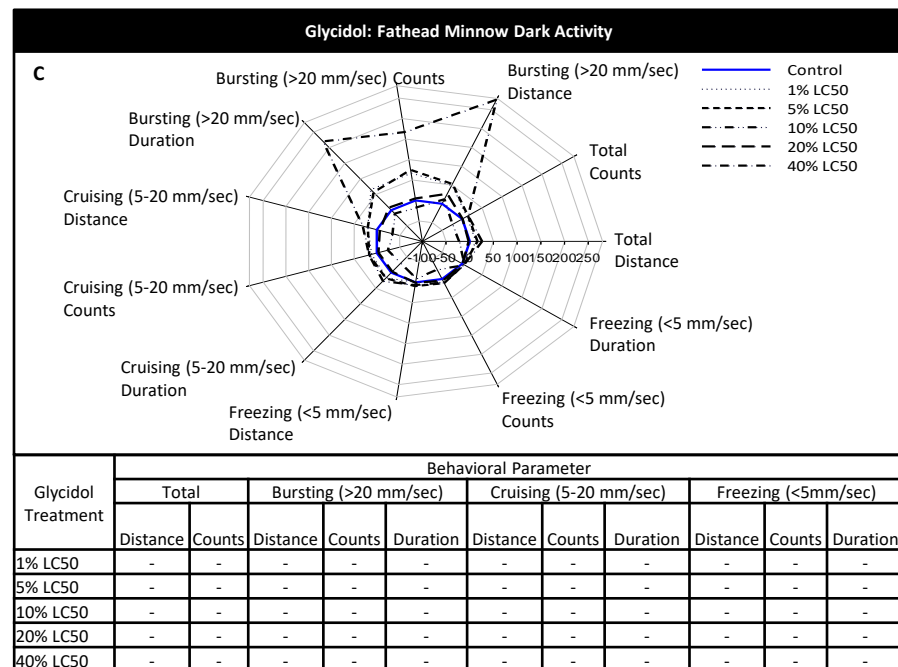 Glycidol: Fathead Minnow Dark Activity
C
Bursting (>20 mm/sec) Counts
Bursting (>20 mm/sec)
Distance
Control
1% LC50
5% LC50
10% LC50
20% LC50
40% LC50
Bursting (>20 mm/sec)
Duration
Total
Counts
Cruising (5-20 mm/sec)
Distance
Total
Distance
-100 -50 0 50 100 150 200 250
Cruising (5-20 mm/sec)
Counts
Freezing (<5 mm/sec)
Duration
Cruising (5-20 mm/sec)
Duration
Freezing (<5 mm/sec)
Distance
Freezing (<5 mm/sec)
Counts
Glycidol
Treatment
Behavioral Parameter
Total Bursting (>20 mm/sec) Cruising (5-20 mm/sec) Freezing (<5mm/sec)
Distance Counts Distance Counts Duration Distance Counts Duration Distance Counts Duration
1% LC50 - - - - - - - - - - -
5% LC50 - - - - - - - - - - -
10% LC50 - - - - - - - - - - -
20% LC50 - - - - - - - - - - -
40% LC50 - - - - - - - - - - -